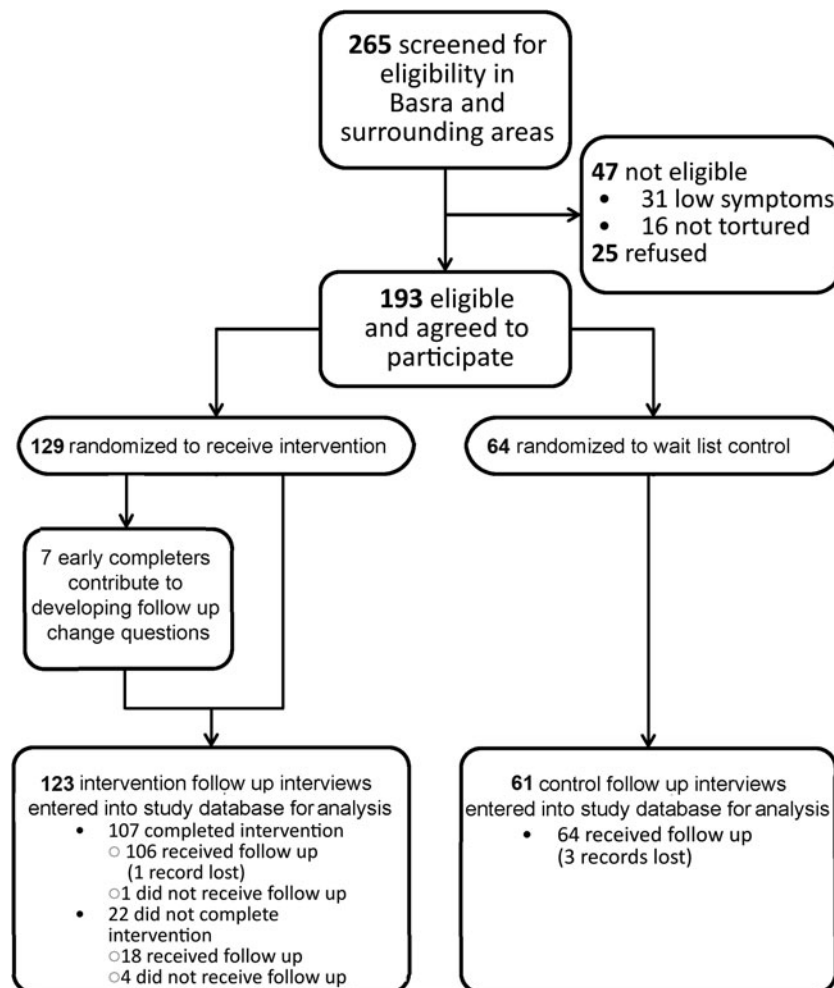 265 screened for
eligibility in
Basra and
surrounding areas
47 not eligible
• 31 low symptoms
• 16 not tortured
25 refused
193 eligible
and agreed to
participate
129 randomized to receive intervention
64 randomized to wait list control
7 early completers
contribute to
developing follow up
change questions
123 intervention follow up interviews
entered into study database for analysis
• 107 completed intervention
○ 106 received follow up
(1 record lost)
○1 did not receive follow up
• 22 did not complete
intervention
○18 received follow up
○4 did not receive follow up
61 control follow up interviews
entered into study database for analysis
• 64 received follow up
(3 records lost)